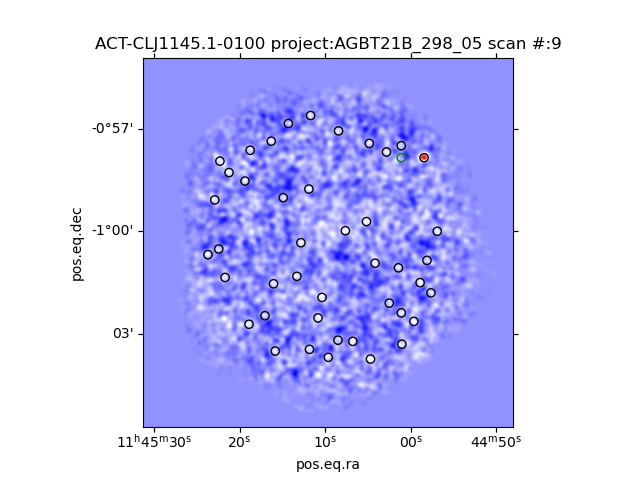 ACT-CLJ1145.1-0100 project:AGBT21B_298_05 scan #:9
-0°57'
-1°00'
03'
pos.eq.dec
11ʰ45ᵐ30ˢ 20ˢ 10ˢ 00ˢ 44ᵐ50ˢ
pos.eq.ra